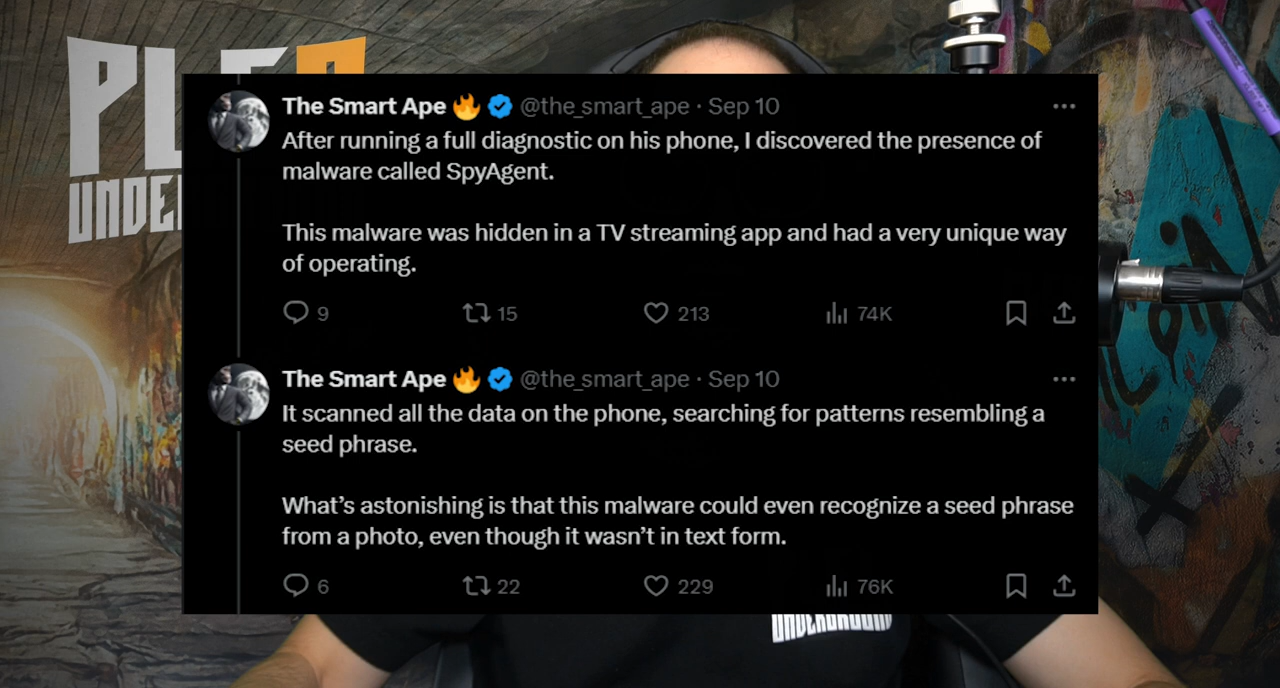 The Smart Ape 🔥 @the_smart_ape · Sep 10
After running a full diagnostic on his phone, I discovered the presence of
malware called SpyAgent.
This malware was hidden in a TV streaming app and had a very unique way
of operating.
9 15 213 74K
The Smart Ape 🔥 @the_smart_ape · Sep 10
It scanned all the data on the phone, searching for patterns resembling a
seed phrase.
What’s astonishing is that this malware could even recognize a seed phrase
from a photo, even though it wasn’t in text form.
6 22 229 76K
UNDERGROUND